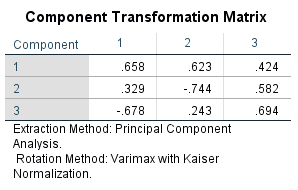 Component Transformation Matrix
Component 1 2 3
1 .658 .623 .424
2 .329 -.744 .582
3 -.678 .243 .694
Extraction Method: Principal Component
Analysis.
Rotation Method: Varimax with Kaiser
Normalization.